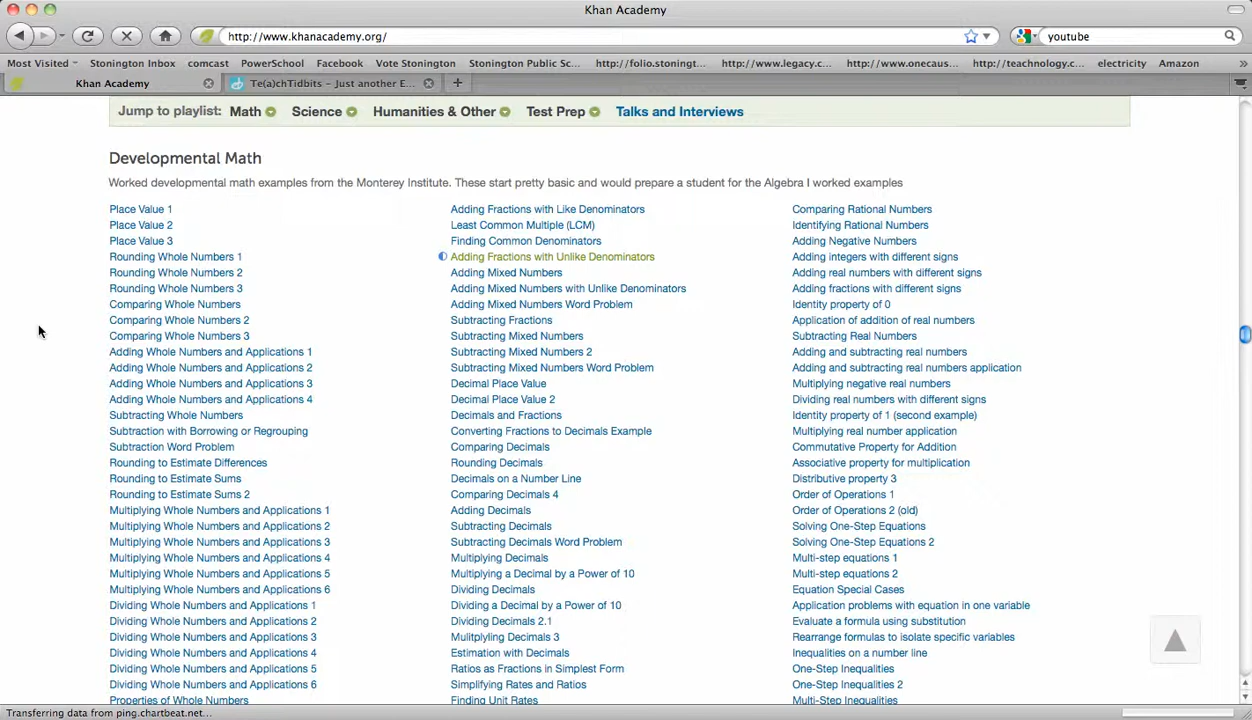 Khan Academy
http://www.khanacademy.org/
youtube
Most Visited
Stonington Inbox
comcast
PowerSchool
Facebook
Vote Stonington
Stonington Public Sc...
http://folio.stoningt...
http://www.legacy.c...
http://www.onecaus...
http://teachnology.c...
electricity
Amazon
»
Khan Academy
Te(a)chTidbits – Just another E...
Jump to playlist: Math Science Humanities & Other Test Prep Talks and Interviews
Developmental Math
Worked developmental math examples from the Monterey Institute. These start pretty basic and would prepare a student for the Algebra I worked examples
Place Value 1
Place Value 2
Place Value 3
Rounding Whole Numbers 1
Rounding Whole Numbers 2
Rounding Whole Numbers 3
Comparing Whole Numbers
Comparing Whole Numbers 2
Comparing Whole Numbers 3
Adding Whole Numbers and Applications 1
Adding Whole Numbers and Applications 2
Adding Whole Numbers and Applications 3
Adding Whole Numbers and Applications 4
Subtracting Whole Numbers
Subtraction with Borrowing or Regrouping
Subtraction Word Problem
Rounding to Estimate Differences
Rounding to Estimate Sums
Rounding to Estimate Sums 2
Multiplying Whole Numbers and Applications 1
Multiplying Whole Numbers and Applications 2
Multiplying Whole Numbers and Applications 3
Multiplying Whole Numbers and Applications 4
Multiplying Whole Numbers and Applications 5
Multiplying Whole Numbers and Applications 6
Dividing Whole Numbers and Applications 1
Dividing Whole Numbers and Applications 2
Dividing Whole Numbers and Applications 3
Dividing Whole Numbers and Applications 4
Dividing Whole Numbers and Applications 5
Dividing Whole Numbers and Applications 6
Properties of Whole Numbers
Adding Fractions with Like Denominators
Least Common Multiple (LCM)
Finding Common Denominators
Adding Fractions with Unlike Denominators
Adding Mixed Numbers
Adding Mixed Numbers with Unlike Denominators
Adding Mixed Numbers Word Problem
Subtracting Fractions
Subtracting Mixed Numbers
Subtracting Mixed Numbers 2
Subtracting Mixed Numbers Word Problem
Decimal Place Value
Decimal Place Value 2
Decimals and Fractions
Converting Fractions to Decimals Example
Comparing Decimals
Rounding Decimals
Decimals on a Number Line
Comparing Decimals 4
Adding Decimals
Subtracting Decimals
Subtracting Decimals Word Problem
Multiplying Decimals
Multiplying a Decimal by a Power of 10
Dividing Decimals
Dividing a Decimal by a Power of 10
Dividing Decimals 2.1
Mulitplying Decimals 3
Estimation with Decimals
Ratios as Fractions in Simplest Form
Simplifying Rates and Ratios
Finding Unit Rates
Comparing Rational Numbers
Identifying Rational Numbers
Adding Negative Numbers
Adding integers with different signs
Adding real numbers with different signs
Adding fractions with different signs
Identity property of 0
Application of addition of real numbers
Subtracting Real Numbers
Adding and subtracting real numbers
Adding and subtracting real numbers application
Multiplying negative real numbers
Dividing real numbers with different signs
Identity property of 1 (second example)
Multiplying real number application
Commutative Property for Addition
Associative property for multiplication
Distributive property 3
Order of Operations 1
Order of Operations 2 (old)
Solving One-Step Equations
Solving One-Step Equations 2
Multi-step equations 1
Multi-step equations 2
Equation Special Cases
Application problems with equation in one variable
Evaluate a formula using substitution
Rearrange formulas to isolate specific variables
Inequalities on a number line
One-Step Inequalities
One-Step Inequalities 2
Multi-Step Inequalities
Transferring data from ping.chartbeat.net...